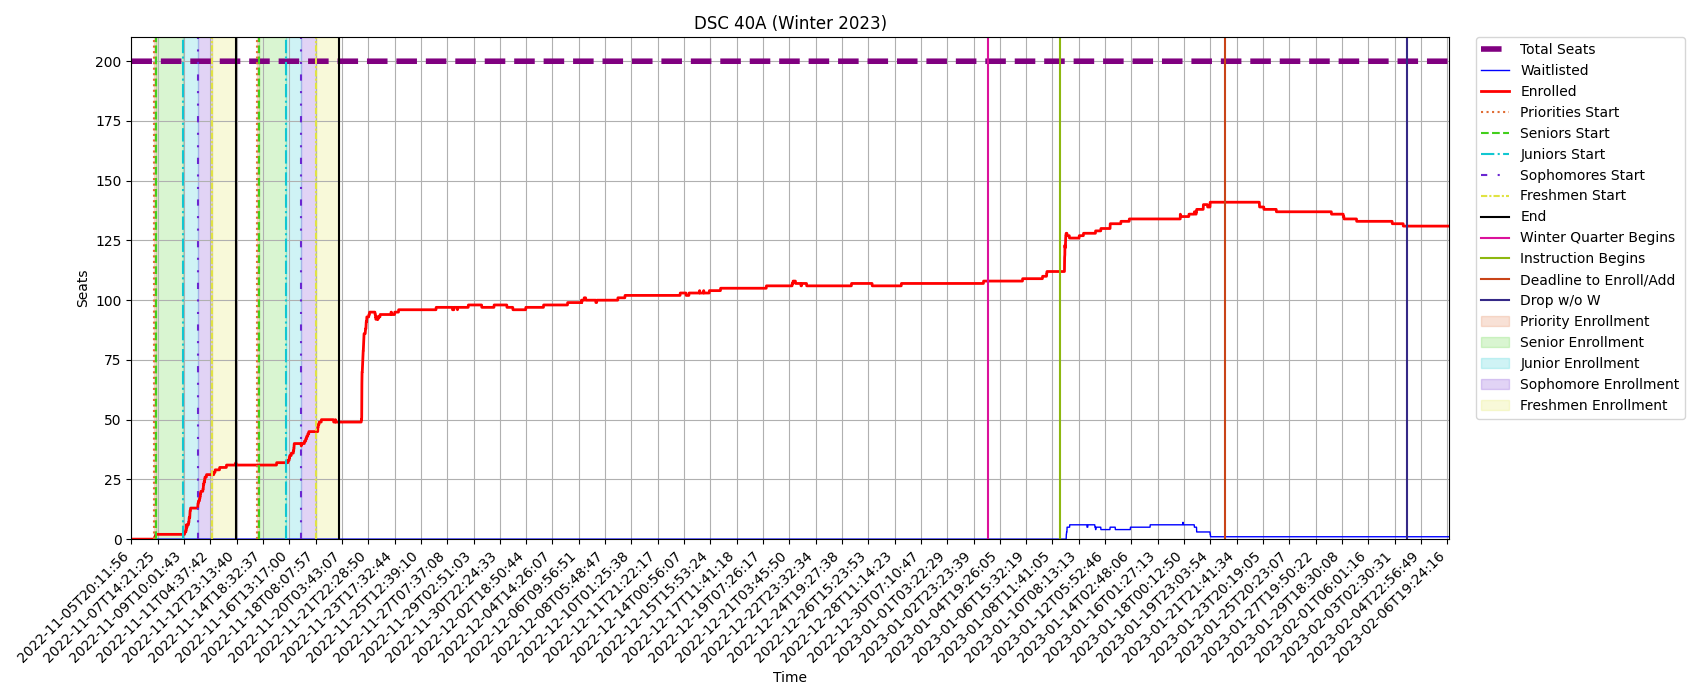 DSC 40A (Winter 2023)
Seats
200
175
150
125
100
75
50
25
0
2022-11-05T20:11:56
2022-11-07T14:21:25
2022-11-09T10:01:43
2022-11-11T04:37:42
2022-11-12T23:13:40
2022-11-14T18:32:37
2022-11-16T13:17:00
2022-11-18T08:07:57
2022-11-20T03:43:07
2022-11-21T22:28:50
2022-11-23T17:32:44
2022-11-25T12:39:10
2022-11-27T07:37:08
2022-11-29T02:51:03
2022-11-30T22:24:33
2022-12-02T18:50:44
2022-12-04T14:26:07
2022-12-06T09:56:51
2022-12-08T05:48:47
2022-12-10T01:25:38
2022-12-11T21:22:17
2022-12-14T00:56:07
2022-12-15T15:53:24
2022-12-17T11:41:18
2022-12-19T07:26:17
2022-12-21T03:45:50
2022-12-22T23:32:34
2022-12-24T19:27:38
2022-12-26T15:23:53
2022-12-28T11:14:23
2022-12-30T07:10:47
2023-01-01T03:22:29
2023-01-02T23:23:39
2023-01-04T19:26:05
2023-01-06T15:32:19
2023-01-08T11:41:05
2023-01-10T08:13:13
2023-01-12T05:52:46
2023-01-14T02:48:06
2023-01-16T01:27:13
2023-01-18T00:12:50
2023-01-19T23:03:54
2023-01-21T21:41:34
2023-01-23T20:19:05
2023-01-25T20:23:07
2023-01-27T19:50:22
2023-01-29T18:30:08
2023-02-01T06:01:16
2023-02-03T02:30:31
2023-02-04T22:56:49
2023-02-06T19:24:16
Time
Total Seats
Waitlisted
Enrolled
Priorities Start
Seniors Start
Juniors Start
Sophomores Start
Freshmen Start
End
Winter Quarter Begins
Instruction Begins
Deadline to Enroll/Add
Drop w/o W
Priority Enrollment
Senior Enrollment
Junior Enrollment
Sophomore Enrollment
Freshmen Enrollment